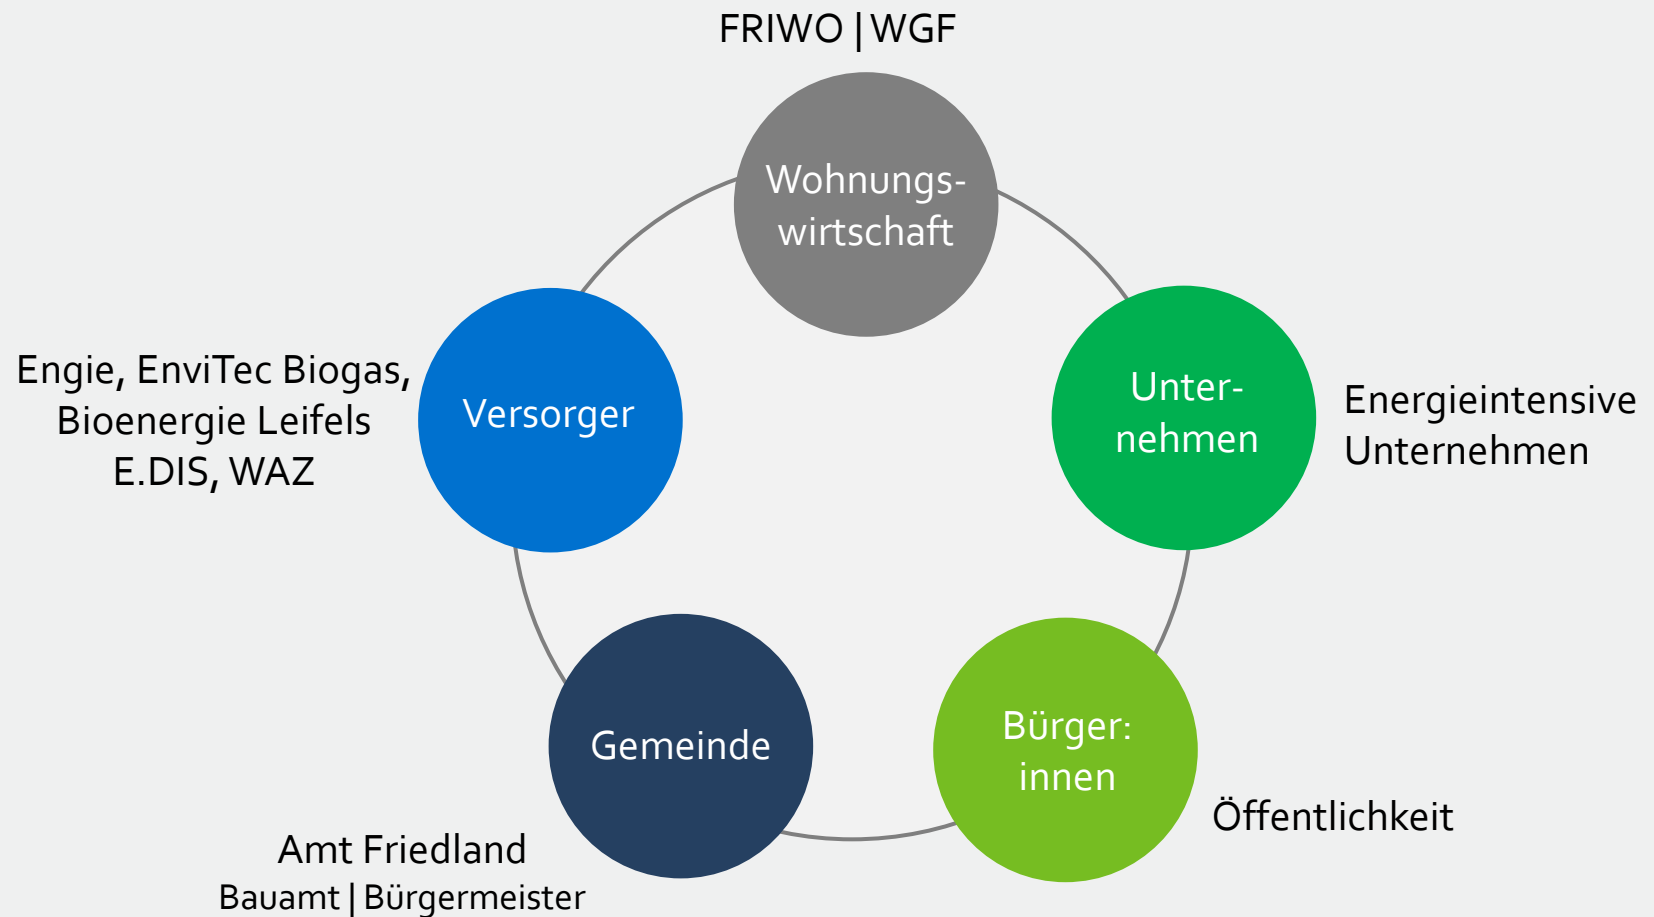 FRIWO | WGF
Wohnungs-
wirtschaft
Engie, EnviTec Biogas,
Bioenergie Leifels
E.DIS, WAZ
Versorger
Unter-
nehmen
Energieintensive
Unternehmen
Gemeinde
Amt Friedland
Bauamt | Bürgermeister
Bürger:
innen
Öffentlichkeit